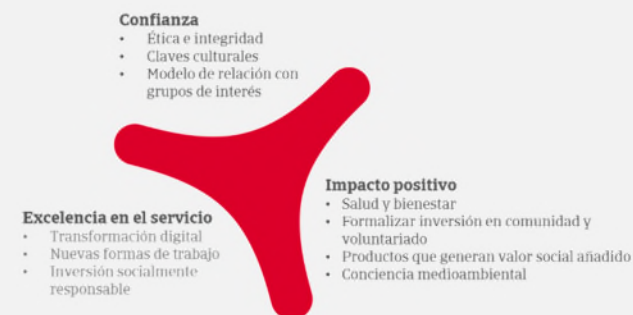 Confianza
• Ética e integridad
• Claves culturales
• Modelo de relación con
grupos de interés
Impacto positivo
• Salud y bienestar
• Formalizar inversión en comunidad y
voluntariado
• Productos que generan valor social añadido
• Conciencia medioambiental
Excelencia en el servicio
• Transformación digital
• Nuevas formas de trabajo
• Inversión socialmente
responsable